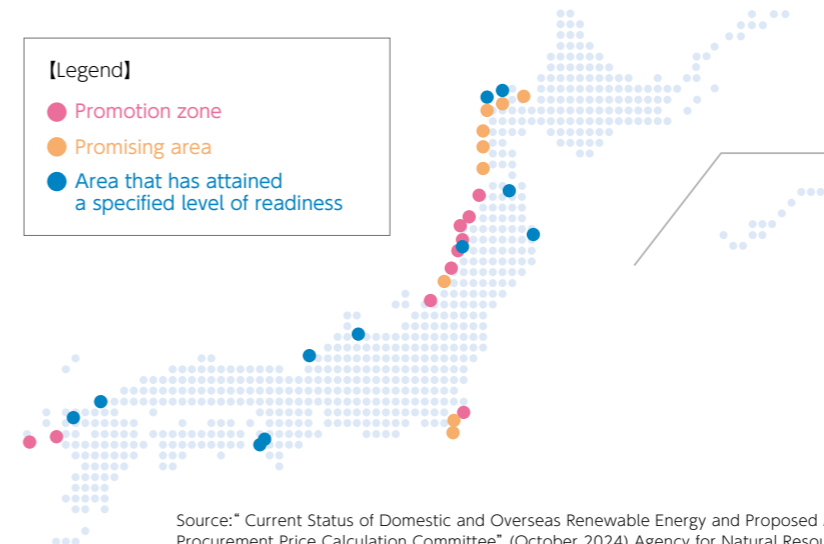 【Legend】
Promotion zone
Promising area
Area that has attained
a specified level of readiness
Source:“ Current Status of Domestic and Overseas Renewable Energy and Proposed
Procurement Price Calculation Committee” (October 2024) Agency for Natural